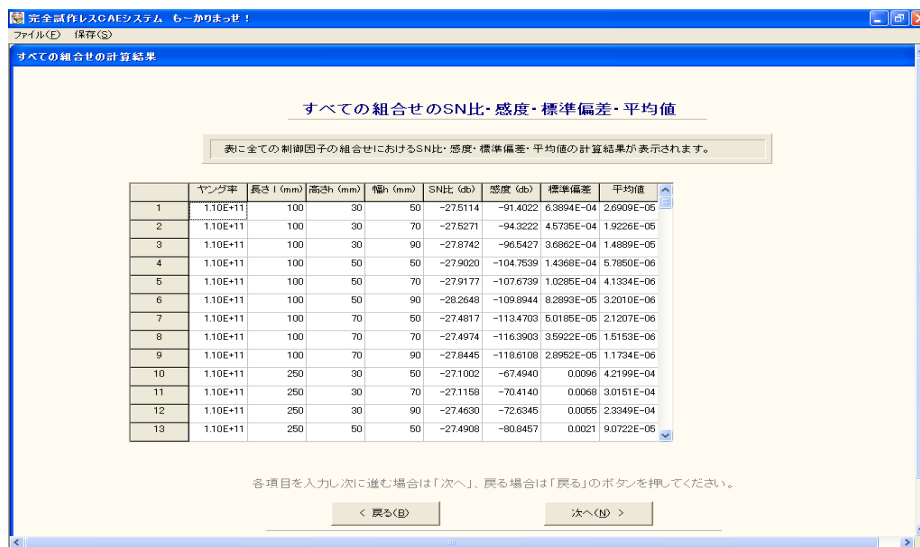 完全試作レスCAEシステム もーかりまっせ!
ファイル(F) 保存(S)
すべての組合せの計算結果
すべての組合せのSN比・感度・標準偏差・平均値
表に全ての制御因子の組合せにおけるSN比・感度・標準偏差・平均値の計算結果が表示されます。
ヤング率 長さl(mm) 高さh(mm) 幅h(mm) SN比(db) 感度(db) 標準偏差 平均値
1 1.10E+11 100 30 50 -27.5114 -91.4022 6.3894E-04 2.6909E-05
2 1.10E+11 100 30 70 -27.5271 -94.3222 4.5735E-04 1.9226E-05
3 1.10E+11 100 30 90 -27.8742 -96.5427 3.6862E-04 1.4889E-05
4 1.10E+11 100 50 50 -27.9020 -104.7539 1.4368E-04 5.7850E-06
5 1.10E+11 100 50 70 -27.9177 -107.6739 1.0285E-04 4.1334E-06
6 1.10E+11 100 50 90 -28.2648 -109.8944 8.2893E-05 3.2010E-06
7 1.10E+11 100 70 50 -27.4817 -113.4703 5.0185E-05 2.1207E-06
8 1.10E+11 100 70 70 -27.4974 -116.3903 3.5922E-05 1.5153E-06
9 1.10E+11 100 70 90 -27.8445 -118.6108 2.8952E-05 1.1734E-06
10 1.10E+11 250 30 50 -27.1002 -67.4940 0.0096 4.2199E-04
11 1.10E+11 250 30 70 -27.1158 -70.4140 0.0068 3.0151E-04
12 1.10E+11 250 30 90 -27.4630 -72.6345 0.0055 2.3349E-04
13 1.10E+11 250 50 50 -27.4908 -80.8457 0.0021 9.0722E-05
各項目を入力し次に進む場合は「次へ」、戻る場合は「戻る」のボタンを押してください。
< 戻る(B) 次へ(N) >